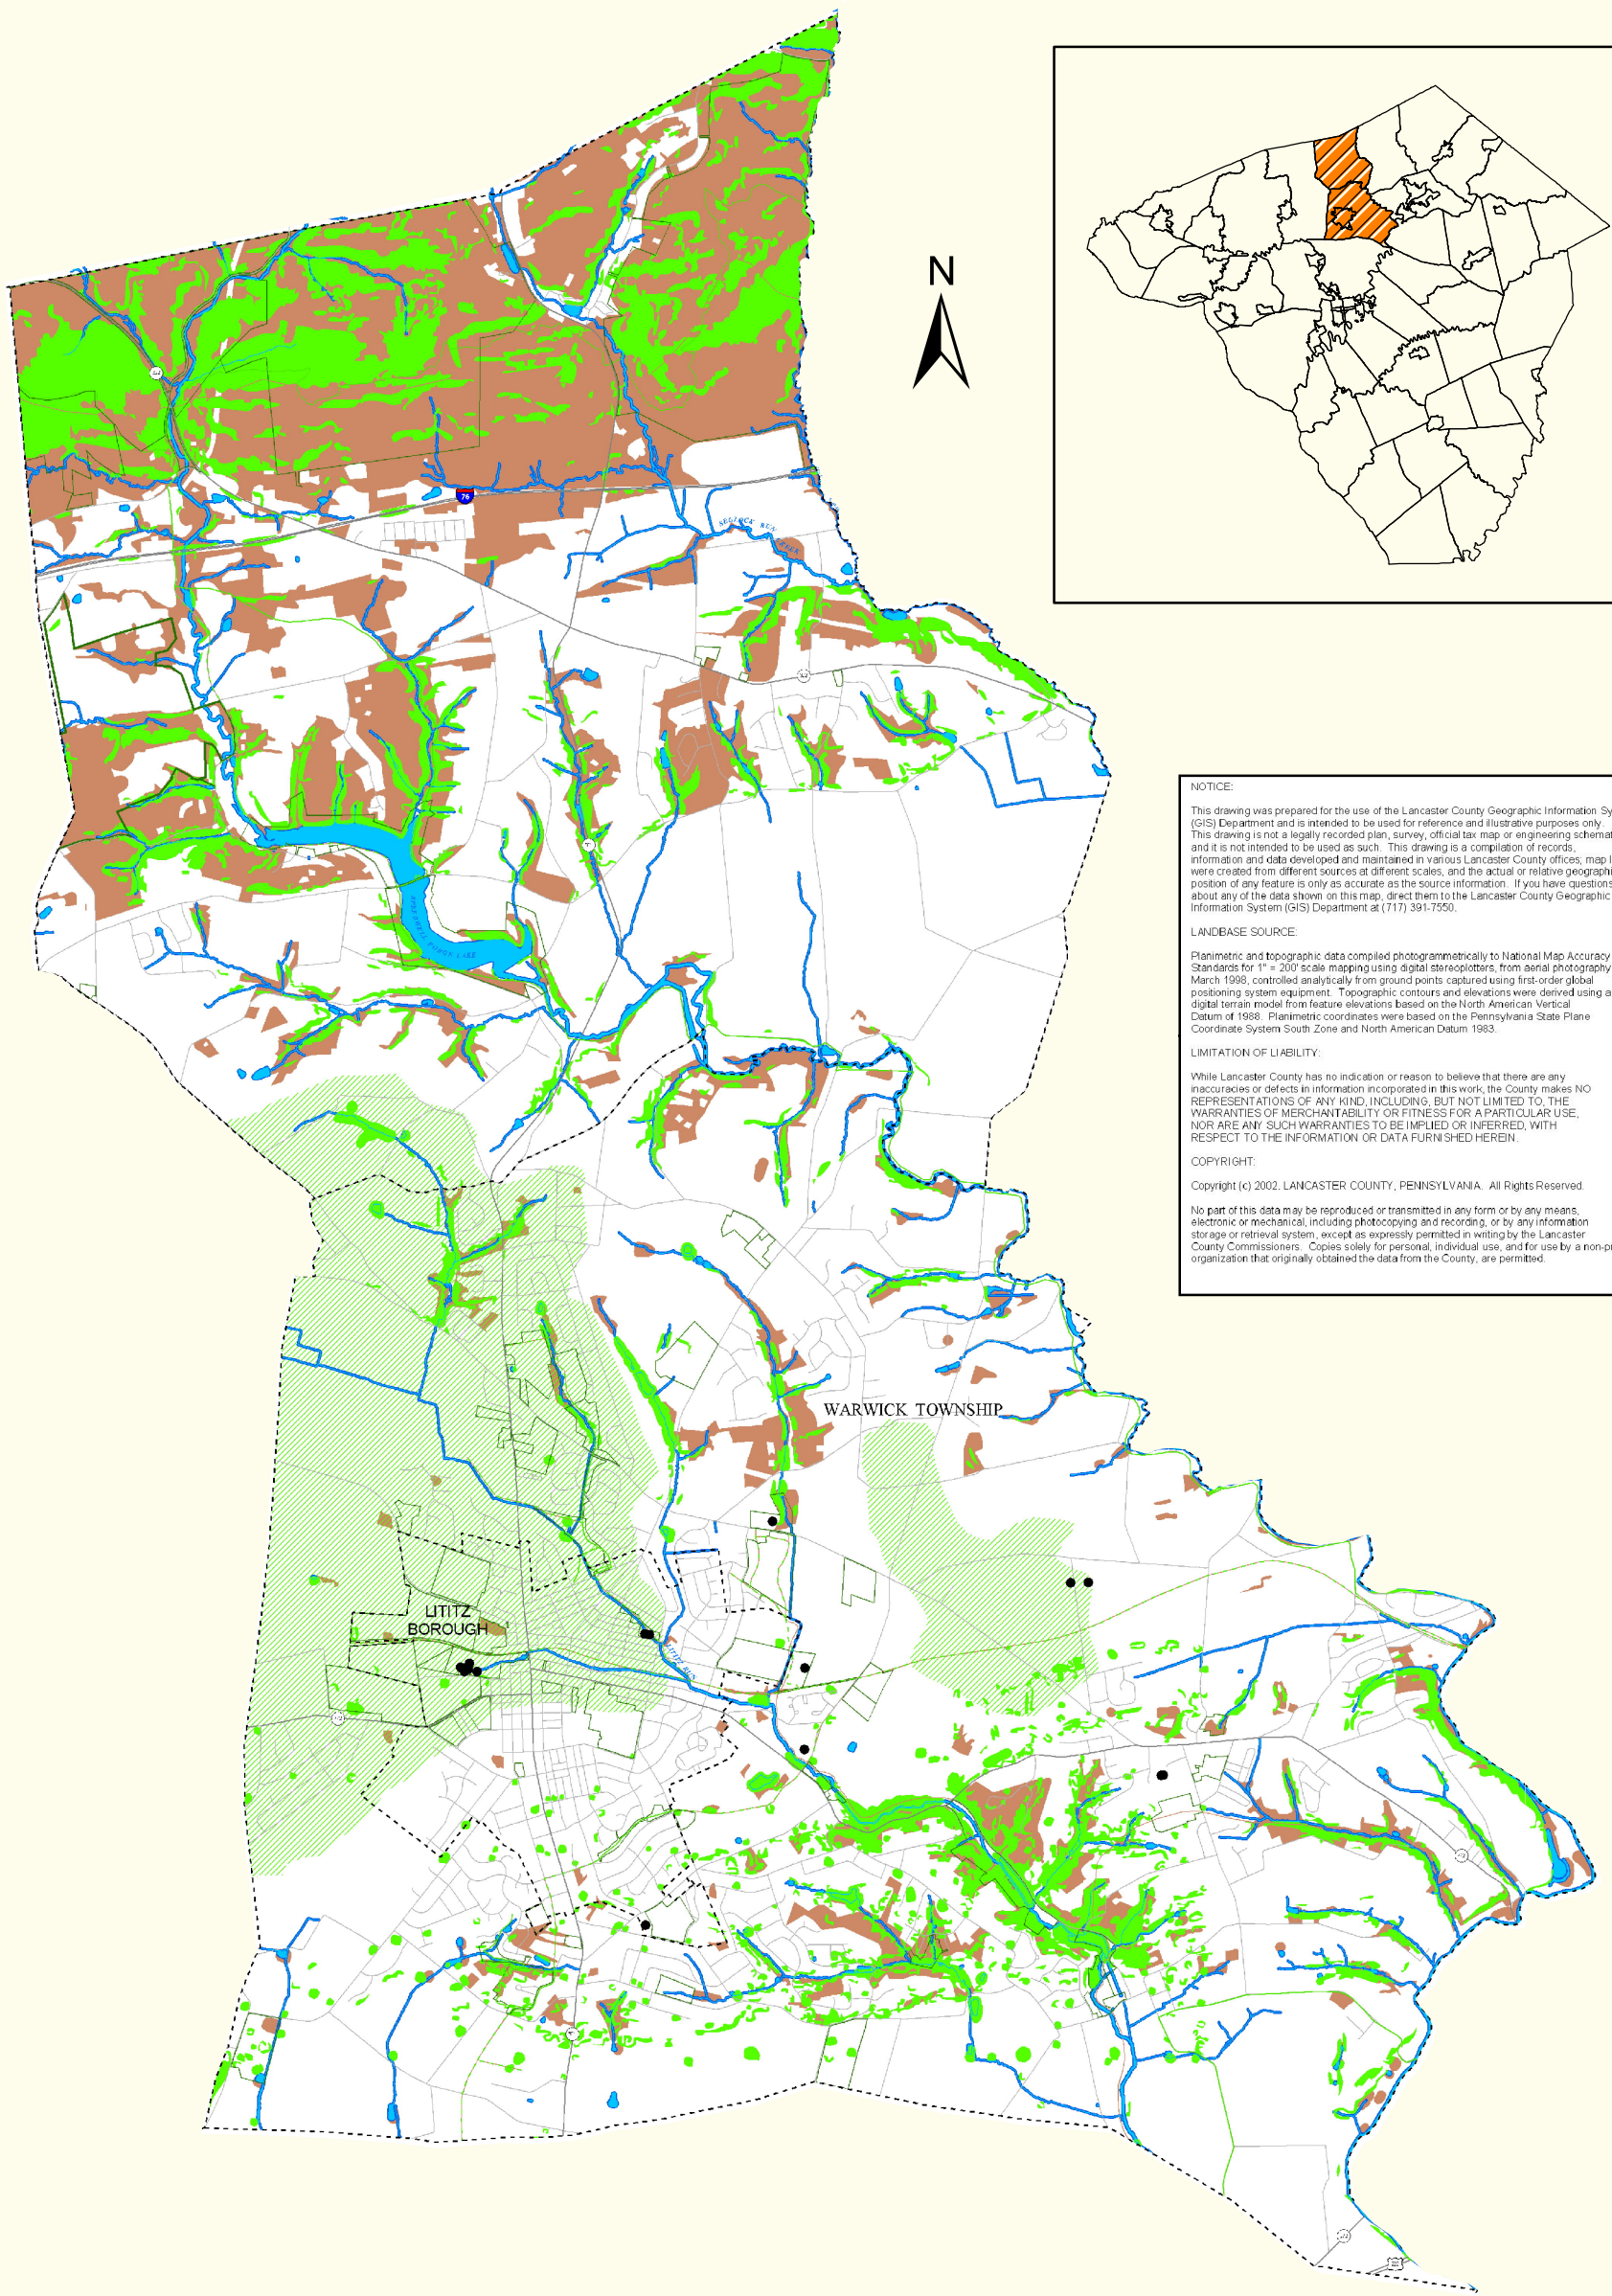 N
76
SPEEDWELL FORGE LAKE
WARWICK TOWNSHIP
LITITZ
BOROUGH
LITITZ RUN
NOTICE:
This drawing was prepared for the use of the Lancaster County Geographic Information Sy
(GIS) Department and is intended to be used for reference and illustrative purposes only.
This drawing is not a legally recorded plan, survey, official tax map or engineering schemat
and it is not intended to be used as such. This drawing is a compilation of records,
information and data developed and maintained in various Lancaster County offices; map l
were created from different sources at different scales, and the actual or relative geographi
position of any feature is only as accurate as the source information. If you have questions
about any of the data shown on this map, direct them to the Lancaster County Geographic
Information System (GIS) Department at (717) 391-7550.
LANDBASE SOURCE:
Planimetric and topographic data compiled photogrammetrically to National Map Accuracy
Standards for 1" = 200' scale mapping using digital stereoplotters, from aerial photography
March 1998, controlled analytically from ground points captured using first-order global
positioning system equipment. Topographic contours and elevations were derived using a
digital terrain model from feature elevations based on the North American Vertical
Datum of 1988. Planimetric coordinates were based on the Pennsylvania State Plane
Coordinate System South Zone and North American Datum 1983.
LIMITATION OF LIABILITY:
While Lancaster County has no indication or reason to believe that there are any
inaccuracies or defects in information incorporated in this work, the County makes NO
REPRESENTATIONS OF ANY KIND, INCLUDING, BUT NOT LIMITED TO, THE
WARRANTIES OF MERCHANTABILITY OR FITNESS FOR A PARTICULAR USE,
NOR ARE ANY SUCH WARRANTIES TO BE IMPLIED OR INFERRED, WITH
RESPECT TO THE INFORMATION OR DATA FURNISHED HEREIN.
COPYRIGHT:
Copyright (c) 2002. LANCASTER COUNTY, PENNSYLVANIA. All Rights Reserved.
No part of this data may be reproduced or transmitted in any form or by any means,
electronic or mechanical, including photocopying and recording, or by any information
storage or retrieval system, except as expressly permitted in writing by the Lancaster
County Commissioners. Copies solely for personal, individual use, and for use by a non-pr
organization that originally obtained the data from the County, are permitted.